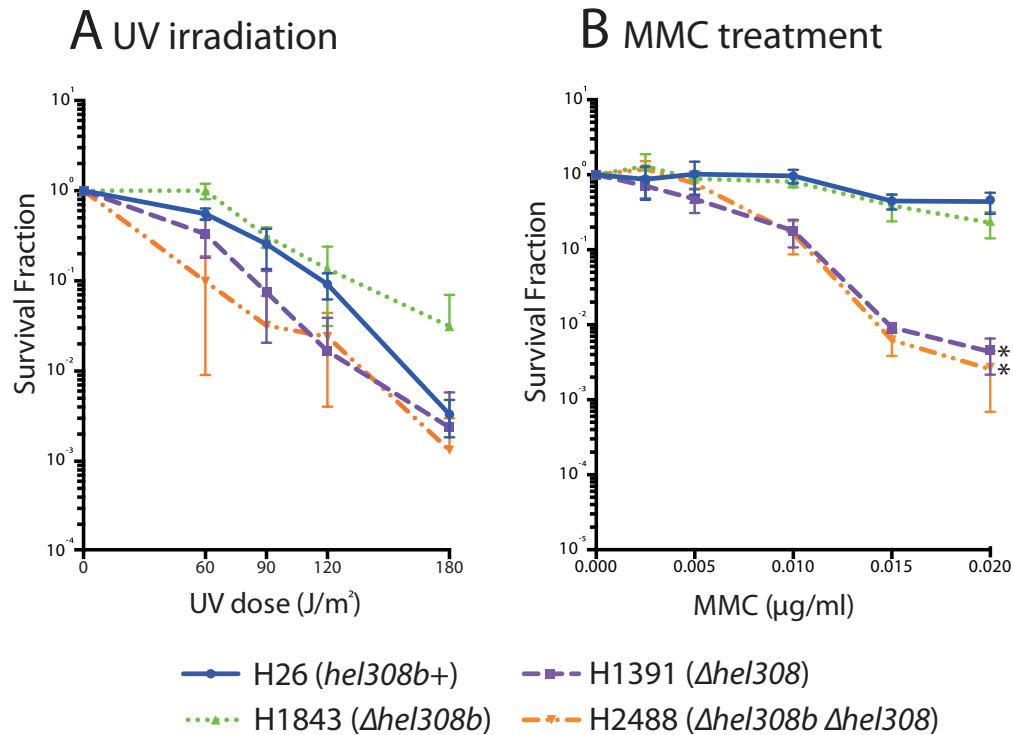 A UV irradiation
B MMC treatment
Survival Fraction
10¹
10⁰
10⁻¹
10⁻²
10⁻³
10⁻⁴
0
60
90
120
180
UV dose (J/m²)
Survival Fraction
10¹
10⁰
10⁻¹
10⁻²
10⁻³
10⁻⁴
10⁻⁵
0.000
0.005
0.010
0.015
0.020
*
*
MMC (µg/ml)
H26 (hel308b+)
H1391 (Δhel308)
H1843 (Δhel308b)
H2488 (Δhel308b Δhel308)